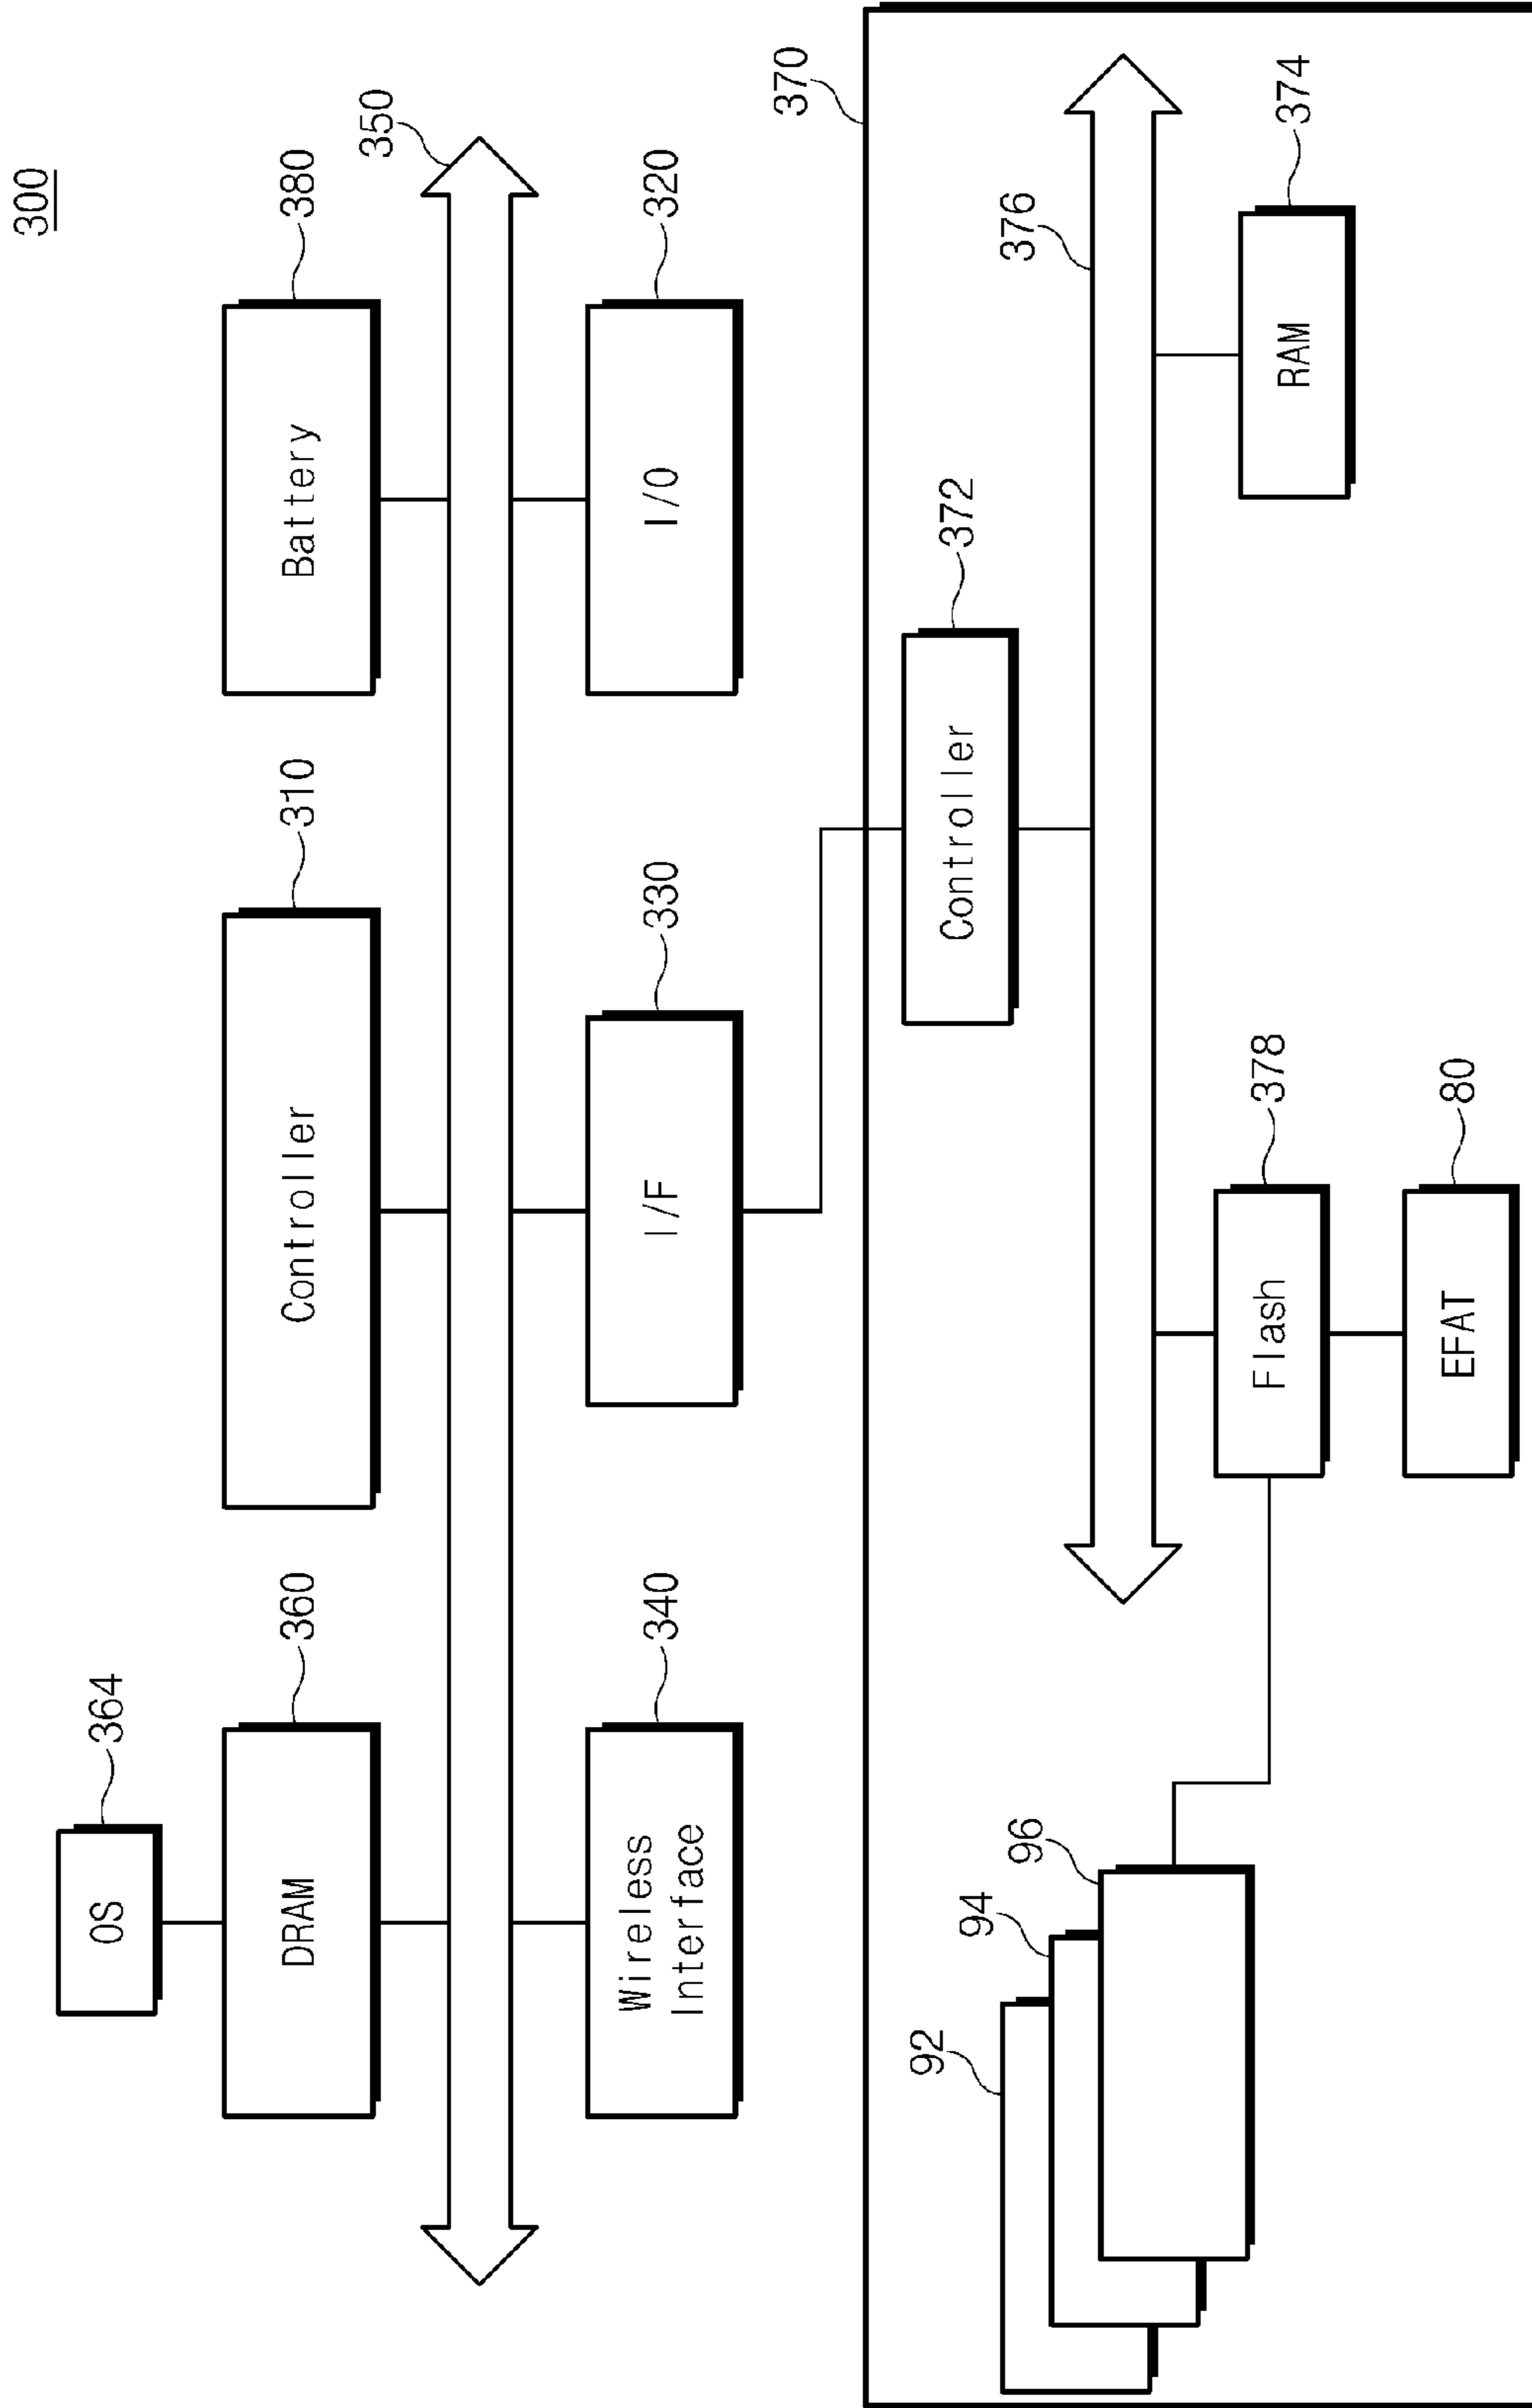 300
364
OS
360
DRAM
310
Controller
380
Battery
350
340
Wireless
Interface
330
I/F
320
I/O
370
372
Controller
376
92
94
96
378
Flash
374
RAM
80
EFAT